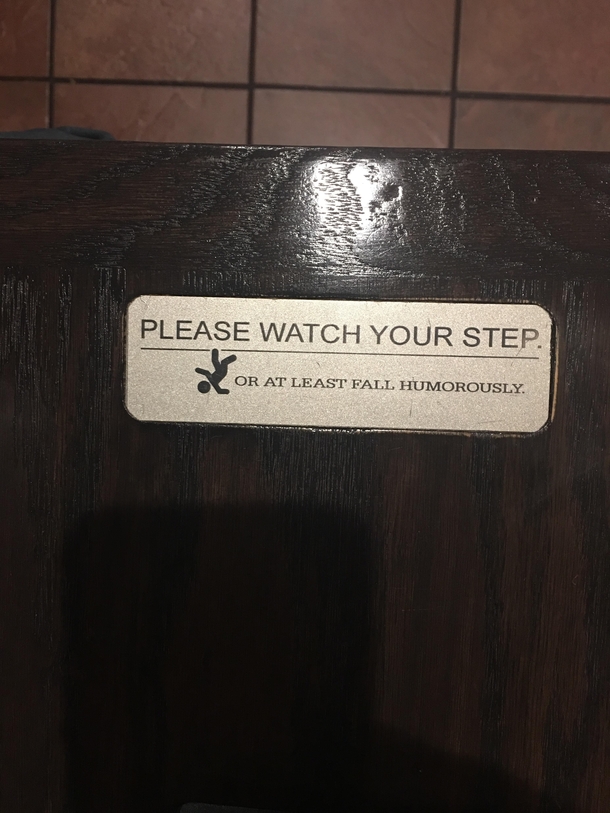 PLEASE WATCH YOUR STEP.
OR AT LEAST FALL HUMOROUSLY.